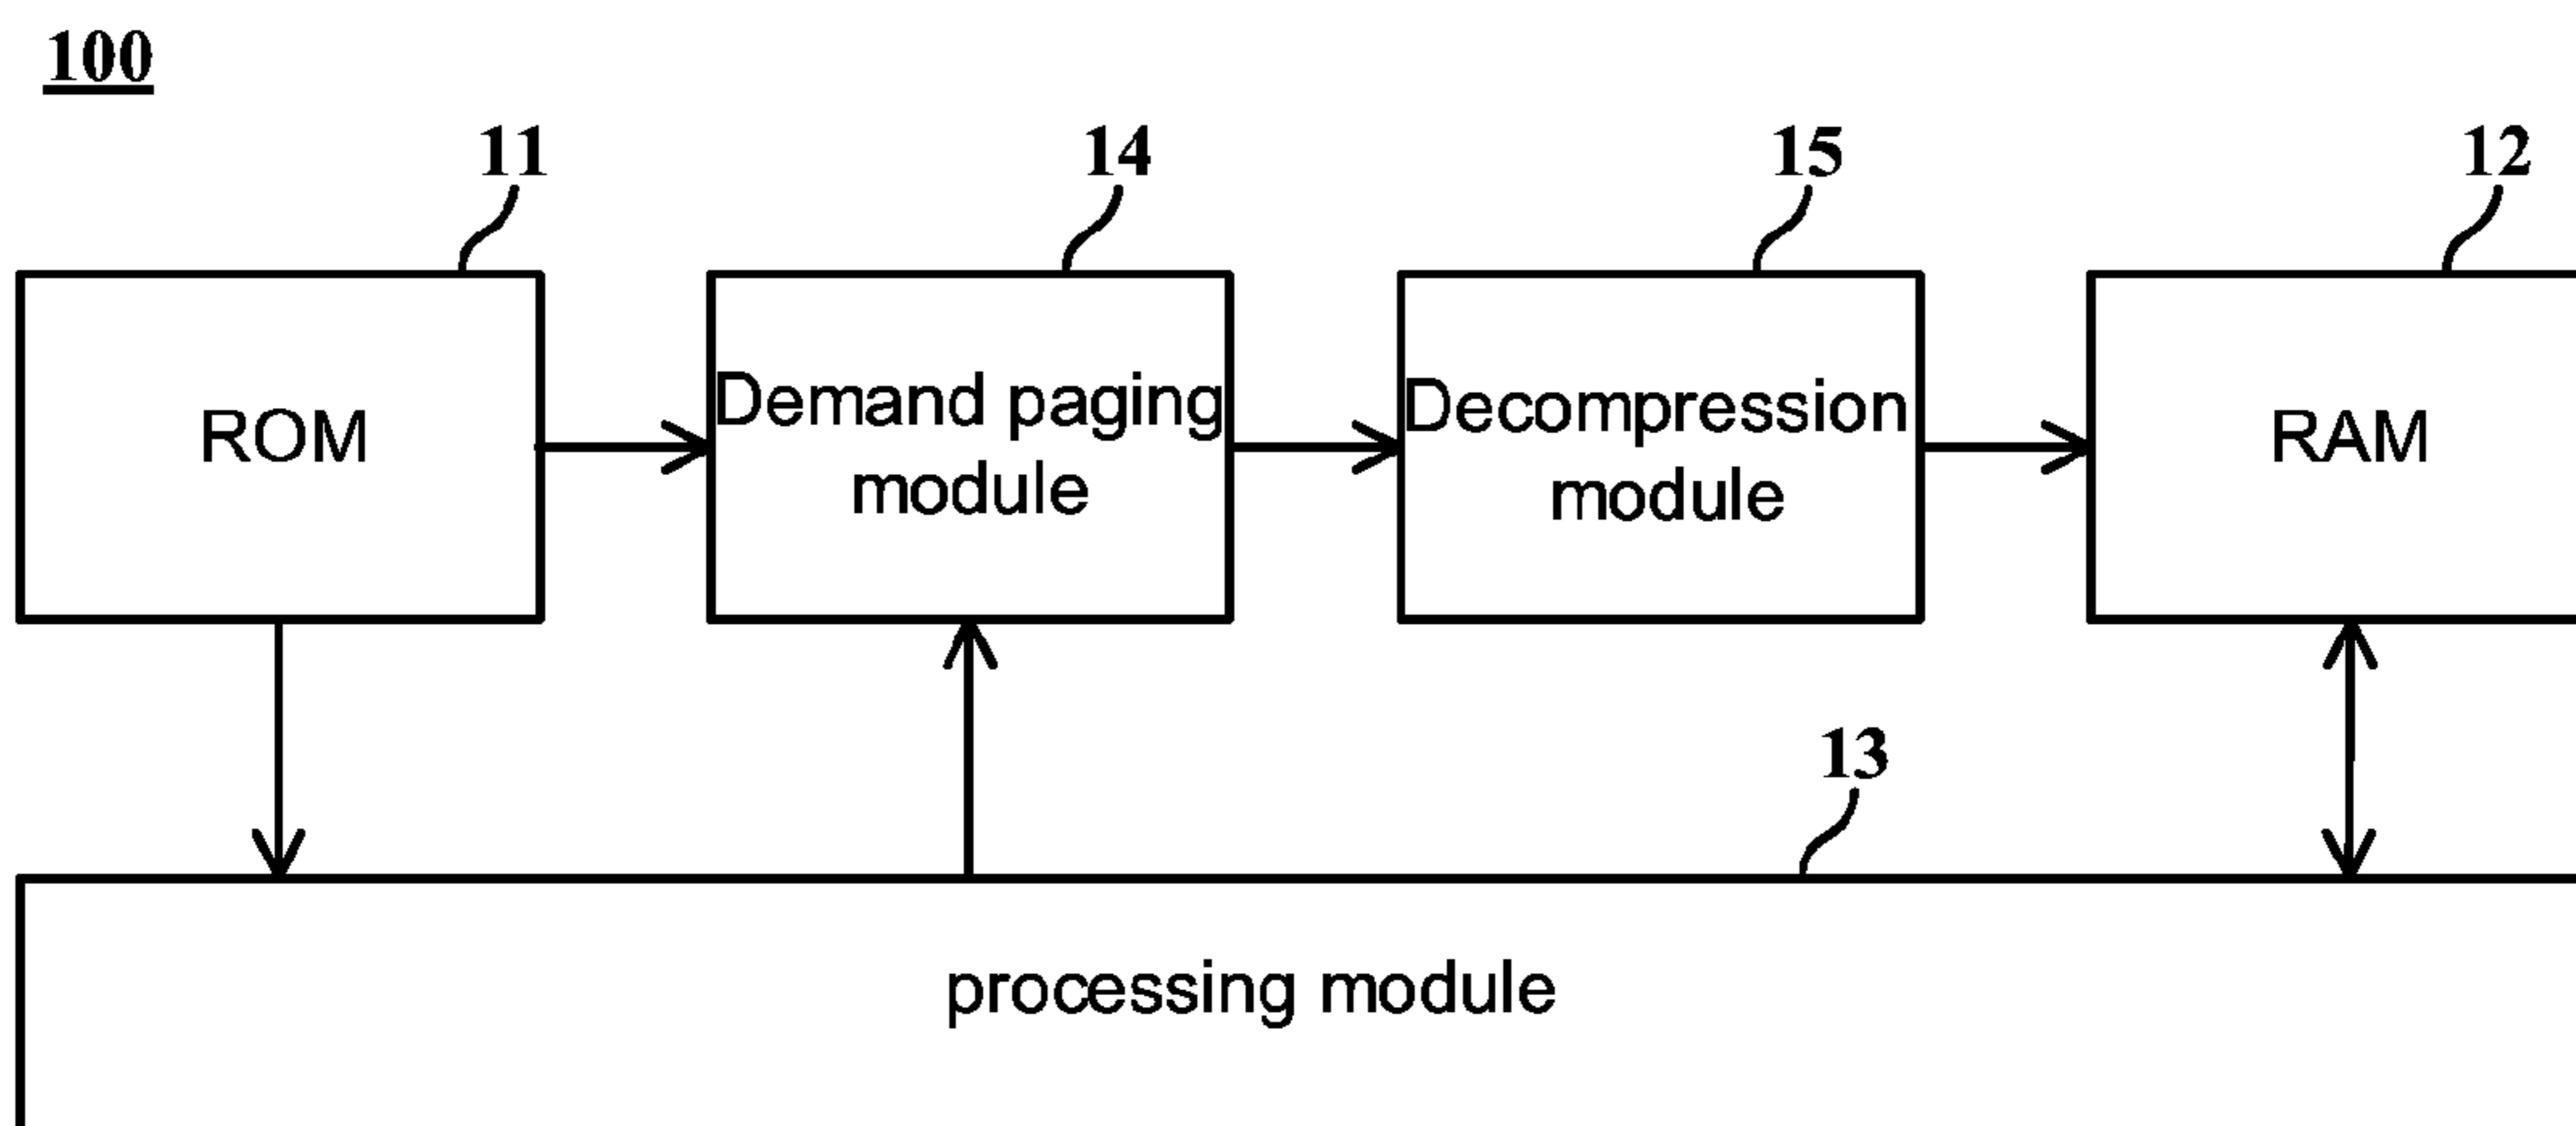 100
11
14
15
12
ROM
Demand paging
module
Decompression
module
RAM
13
processing module